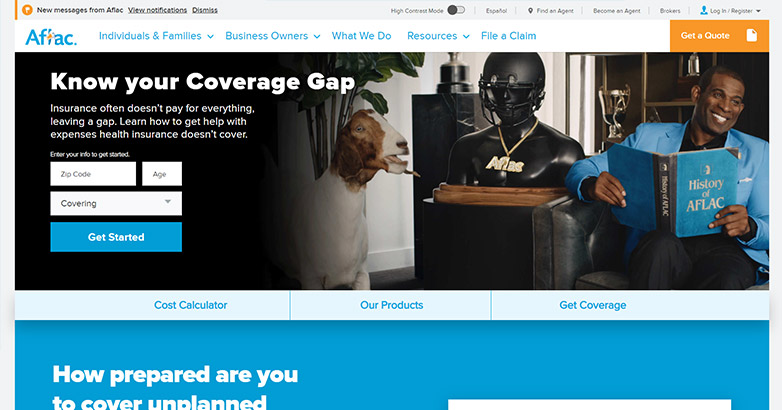 New messages from Aflac View notifications Dismiss
High Contrast Mode Español Find an Agent Become an Agent Brokers Log In / Register
Aflac.
Individuals & Families Business Owners What We Do Resources File a Claim
Get a Quote
Know your Coverage Gap
Insurance often doesn't pay for everything,
leaving a gap. Learn how to get help with
expenses health insurance doesn't cover.
Enter your info to get started.
Zip Code Age
Covering
Get Started
Aflac
History
of
AFLAC
Cost Calculator Our Products Get Coverage
How prepared are you
to cover unplanned